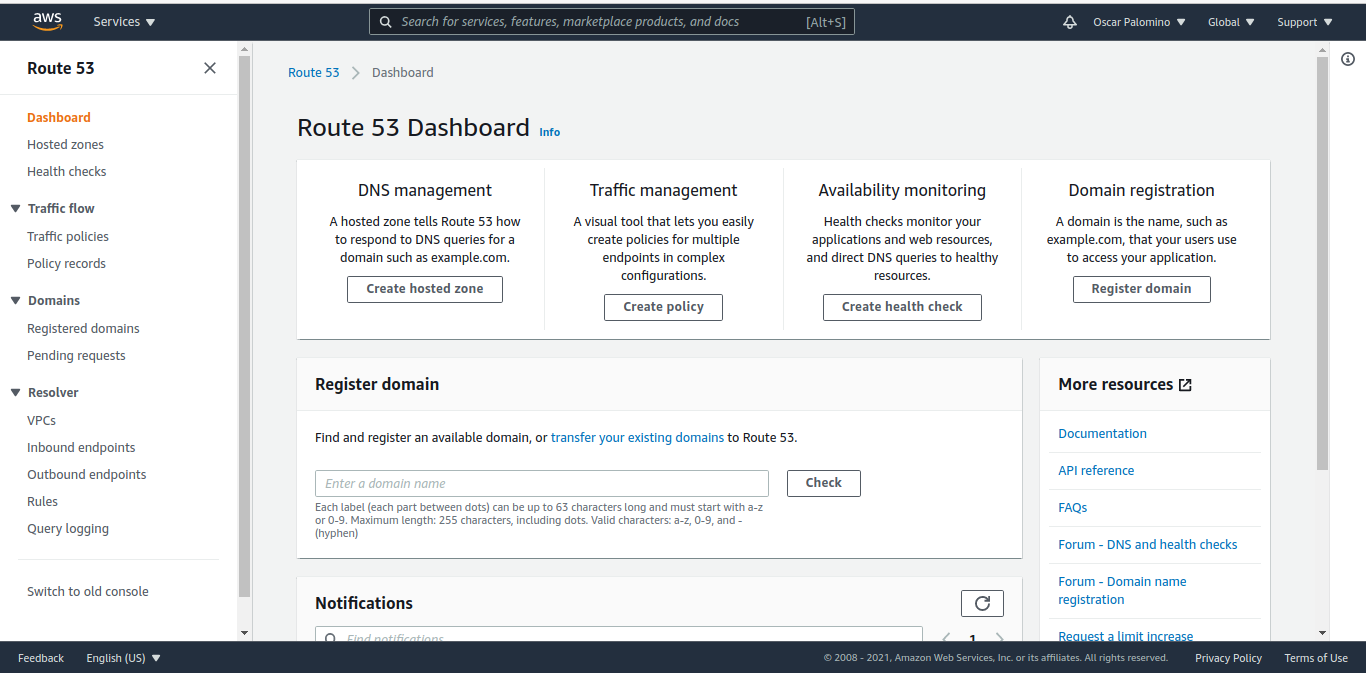 aws
Services
Search for services, features, marketplace products, and docs
[Alt+S]
Oscar Palomino
Global
Support
Route 53
Dashboard
Hosted zones
Health checks
Traffic flow
Traffic policies
Policy records
Domains
Registered domains
Pending requests
Resolver
VPCs
Inbound endpoints
Outbound endpoints
Rules
Query logging
Switch to old console
Route 53
Dashboard
Route 53 Dashboard
Info
DNS management
A hosted zone tells Route 53 how
to respond to DNS queries for a
domain such as example.com.
Create hosted zone
Traffic management
A visual tool that lets you easily
create policies for multiple
endpoints in complex
configurations.
Create policy
Availability monitoring
Health checks monitor your
applications and web resources,
and direct DNS queries to healthy
resources.
Create health check
Domain registration
A domain is the name, such as
example.com, that your users use
to access your application.
Register domain
Register domain
Find and register an available domain, or transfer your existing domains to Route 53.
Enter a domain name
Check
Each label (each part between dots) can be up to 63 characters long and must start with a-z
or 0-9. Maximum length: 255 characters, including dots. Valid characters: a-z, 0-9, and -
(hyphen)
Notifications
Find notifications
1
More resources
Documentation
API reference
FAQs
Forum - DNS and health checks
Forum - Domain name
registration
Request a limit increase
Feedback
English (US)
© 2008 - 2021, Amazon Web Services, Inc. or its affiliates. All rights reserved.
Privacy Policy
Terms of Use